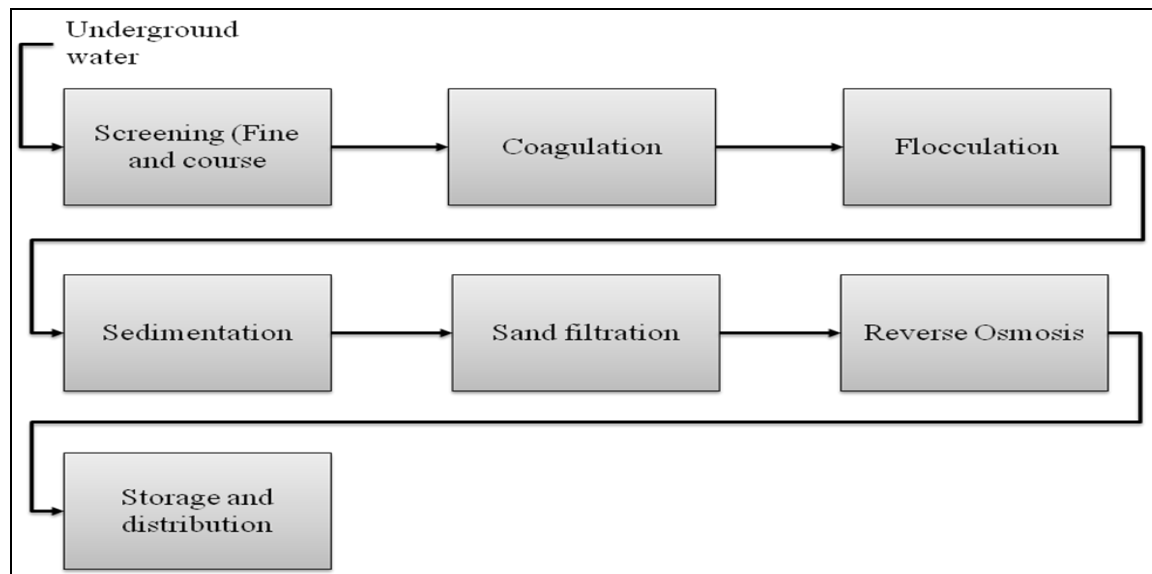 Underground
water
Screening (Fine
and course
Coagulation
Flocculation
Sedimentation
Sand filtration
Reverse Osmosis
Storage and
distribution